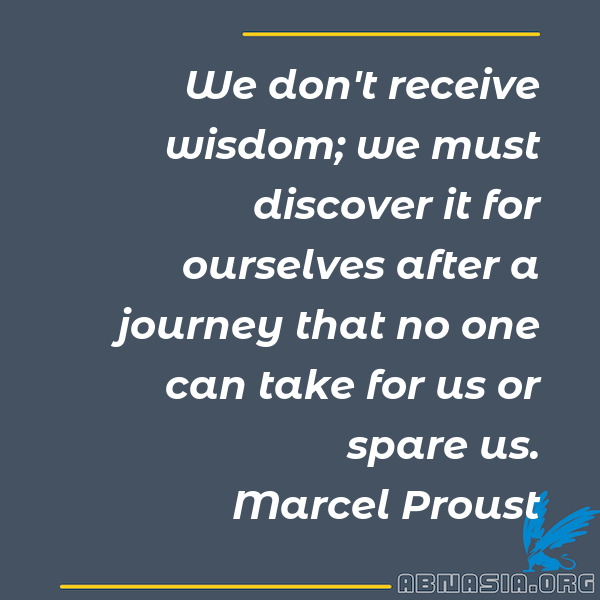 We don't receive
wisdom; we must
discover it for
ourselves after a
journey that no one
can take for us or
spare us.
Marcel Proust
ABNASIA.ORG